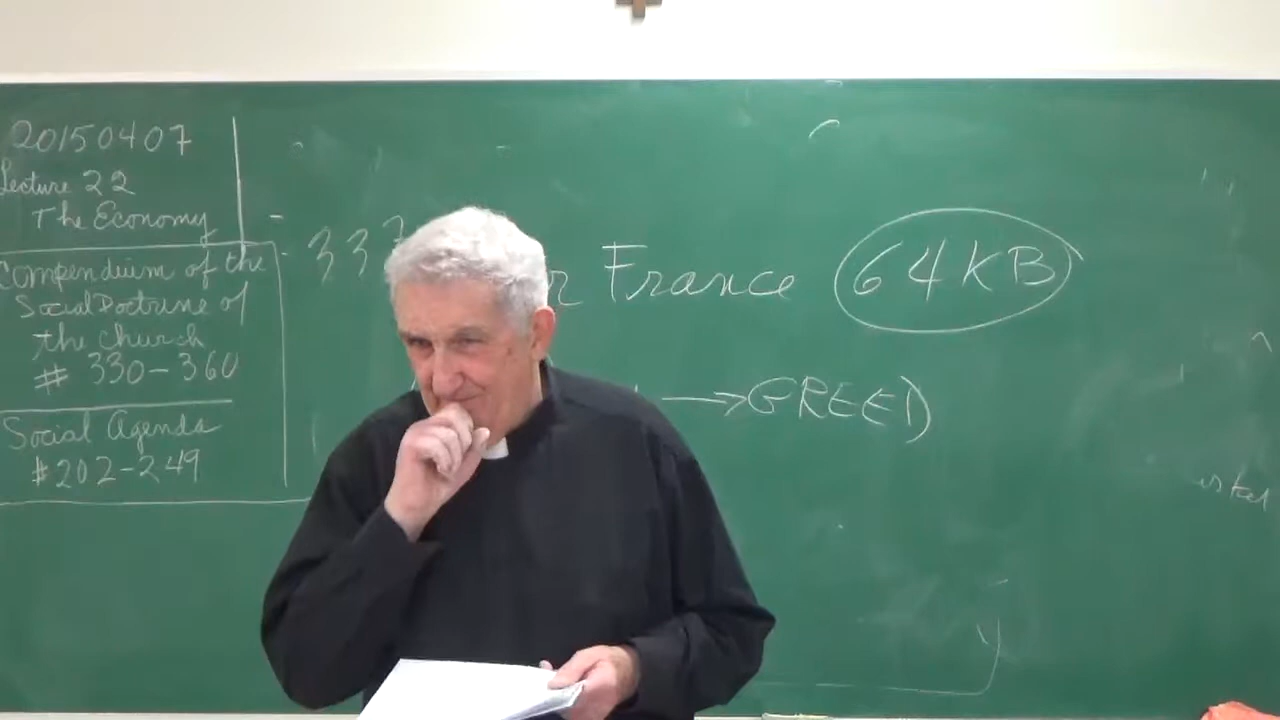 20150407
Lecture 22
The Economy
Compendium of the
Social Doctrine of
the church
# 330-360
Social Agenda
#202-249
33
France 64KB
→GREED
y